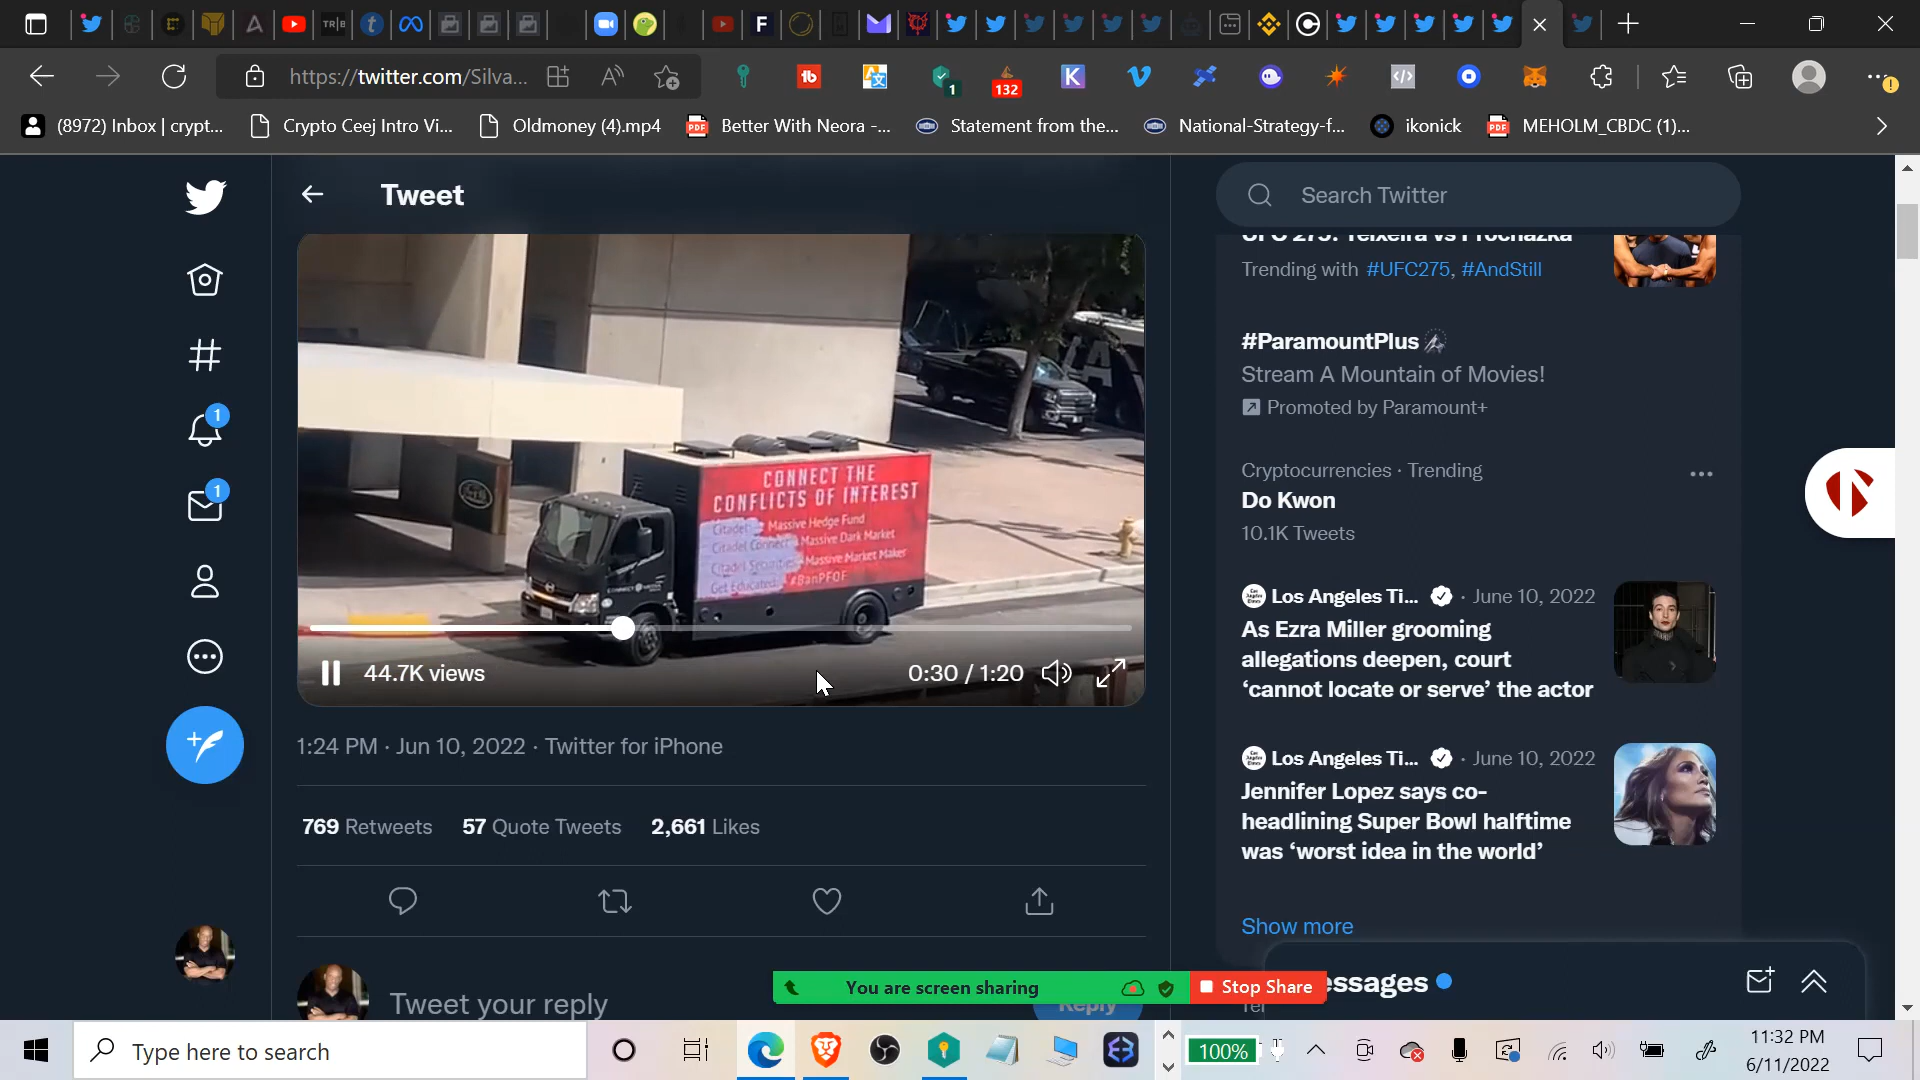 TR|B
https://twitter.com/Silva...
1
132
(8972) Inbox | crypt...
Crypto Ceej Intro Vi...
Oldmoney (4).mp4
Better With Neora -...
Statement from the...
National-Strategy-f...
ikonick
MEHOLM_CBDC (1)...
Tweet
Search Twitter
UFC 275: Teixeira vs Prochazka
Trending with #UFC275, #AndStill
#ParamountPlus
Stream A Mountain of Movies!
Promoted by Paramount+
Cryptocurrencies · Trending
Do Kwon
10.1K Tweets
Los Angeles Ti... · June 10, 2022
As Ezra Miller grooming
allegations deepen, court
‘cannot locate or serve’ the actor
Los Angeles Ti... · June 10, 2022
Jennifer Lopez says co-
headlining Super Bowl halftime
was ‘worst idea in the world’
Show more
1
1
CONNECT THE
CONFLICTS OF INTEREST
Citadel Massive Hedge Fund
Citadel Connect Massive Dark Market
Citadel Securities Massive Market Maker
Get Educated #BanPFOF
44.7K views
0:30 / 1:20
1:24 PM · Jun 10, 2022 · Twitter for iPhone
769 Retweets 57 Quote Tweets 2,661 Likes
Tweet your reply
Reply
You are screen sharing
Stop Share
essages
Type here to search
100%
11:32 PM
6/11/2022